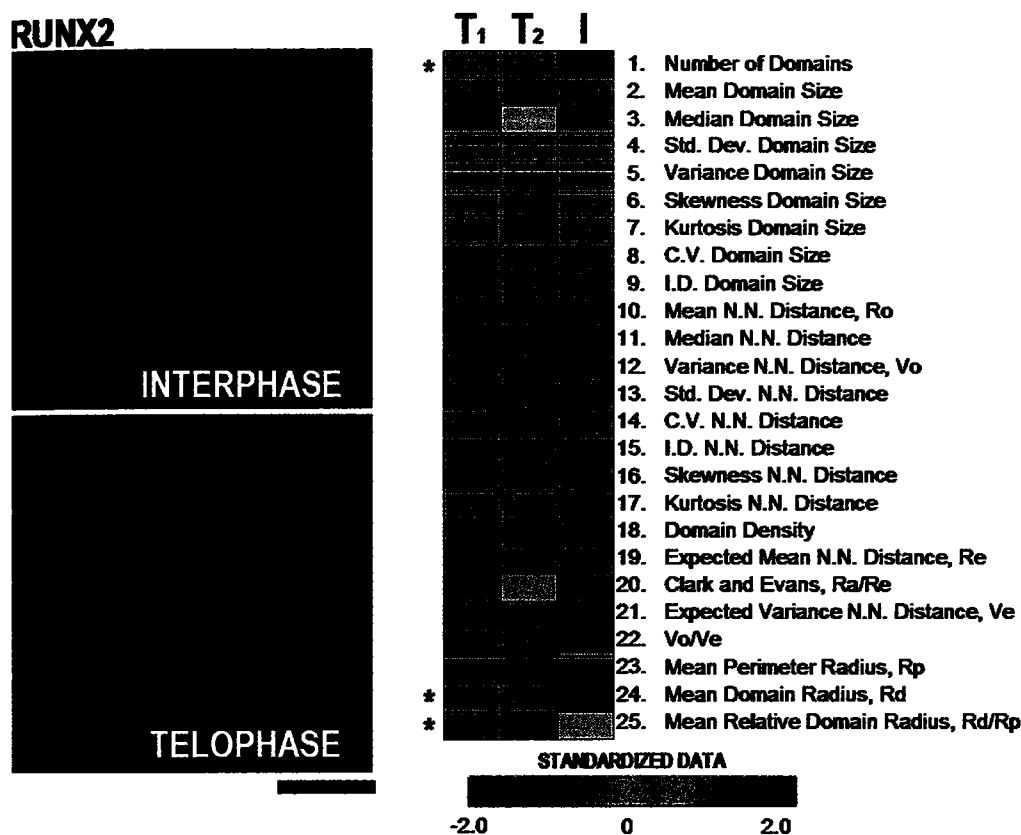 RUNX2
INTERPHASE
TELOPHASE
T1 T2 I
* 1. Number of Domains
2. Mean Domain Size
3. Median Domain Size
4. Std. Dev. Domain Size
5. Variance Domain Size
6. Skewness Domain Size
7. Kurtosis Domain Size
8. C.V. Domain Size
9. I.D. Domain Size
10. Mean N.N. Distance, Ro
11. Median N.N. Distance
12. Variance N.N. Distance, Vo
13. Std. Dev. N.N. Distance
14. C.V. N.N. Distance
15. I.D. N.N. Distance
16. Skewness N.N. Distance
17. Kurtosis N.N. Distance
18. Domain Density
19. Expected Mean N.N. Distance, Re
20. Clark and Evans, Ra/Re
21. Expected Variance N.N. Distance, Ve
22. Vo/Ve
23. Mean Perimeter Radius, Rp
* 24. Mean Domain Radius, Rd
* 25. Mean Relative Domain Radius, Rd/Rp
STANDARDIZED DATA
-2.0 0 2.0